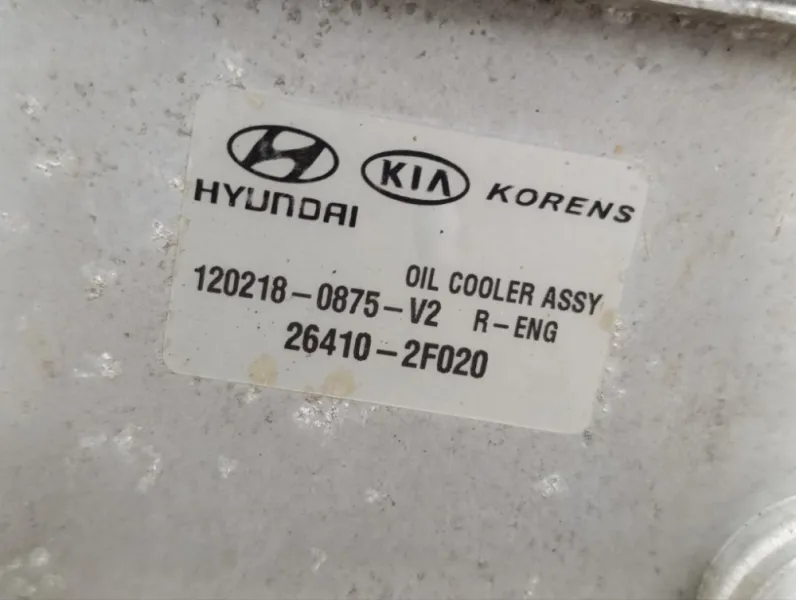 HYUNDAI KIA KORENS
OIL COOLER ASSY
120218-0875-V2 R-ENG
26410-2F020